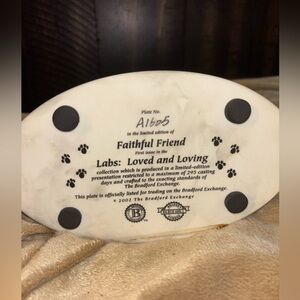 Plate No.
A1605
in the limited edition of
Faithful Friend
First issue in the
Labs: Loved and Loving
collection which is produced in a limited-edition
presentation restricted to a maximum of 295 casting
days and crafted to the exacting standards of
The Bradford Exchange.
This plate is officially listed for trading on the Bradford Exchange.
© 2002 The Bradford Exchange
B